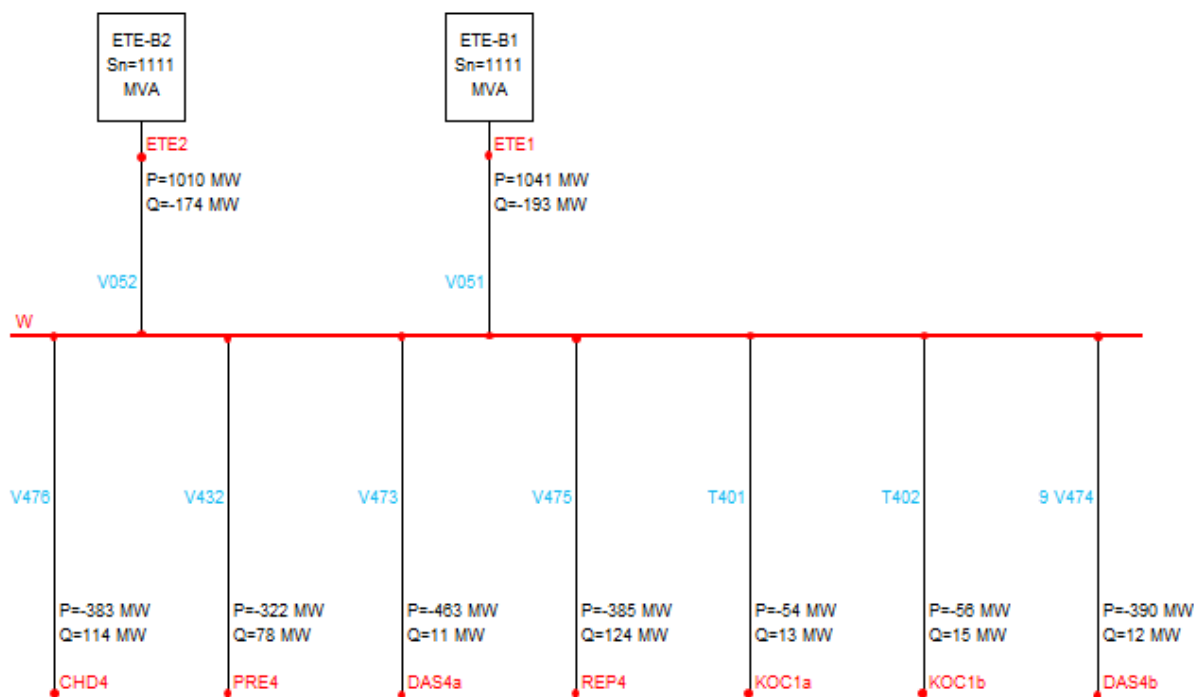 ETE-B2
Sn=1111
MVA
ETE-B1
Sn=1111
MVA
ETE2
ETE1
P=1010 MW
Q=-174 MW
P=1041 MW
Q=-193 MW
V052
V051
W
V476
V432
V473
V475
T401
T402
9 V474
P=-383 MW
Q=114 MW
P=-322 MW
Q=78 MW
P=-463 MW
Q=11 MW
P=-385 MW
Q=124 MW
P=-54 MW
Q=13 MW
P=-56 MW
Q=15 MW
P=-390 MW
Q=12 MW
CHD4
PRE4
DAS4a
REP4
KOC1a
KOC1b
DAS4b